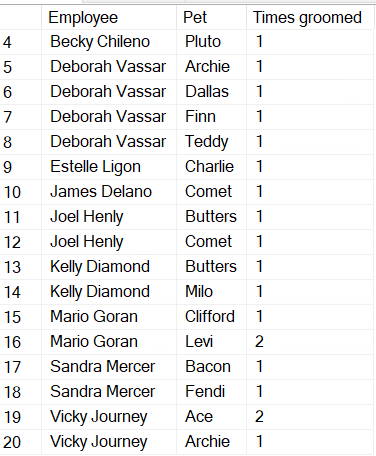 Employee Pet Times groomed
4 Becky Chileno Pluto 1
5 Deborah Vassar Archie 1
6 Deborah Vassar Dallas 1
7 Deborah Vassar Finn 1
8 Deborah Vassar Teddy 1
9 Estelle Ligon Charlie 1
10 James Delano Comet 1
11 Joel Henly Butters 1
12 Joel Henly Comet 1
13 Kelly Diamond Butters 1
14 Kelly Diamond Milo 1
15 Mario Goran Clifford 1
16 Mario Goran Levi 2
17 Sandra Mercer Bacon 1
18 Sandra Mercer Fendi 1
19 Vicky Journey Ace 2
20 Vicky Journey Archie 1